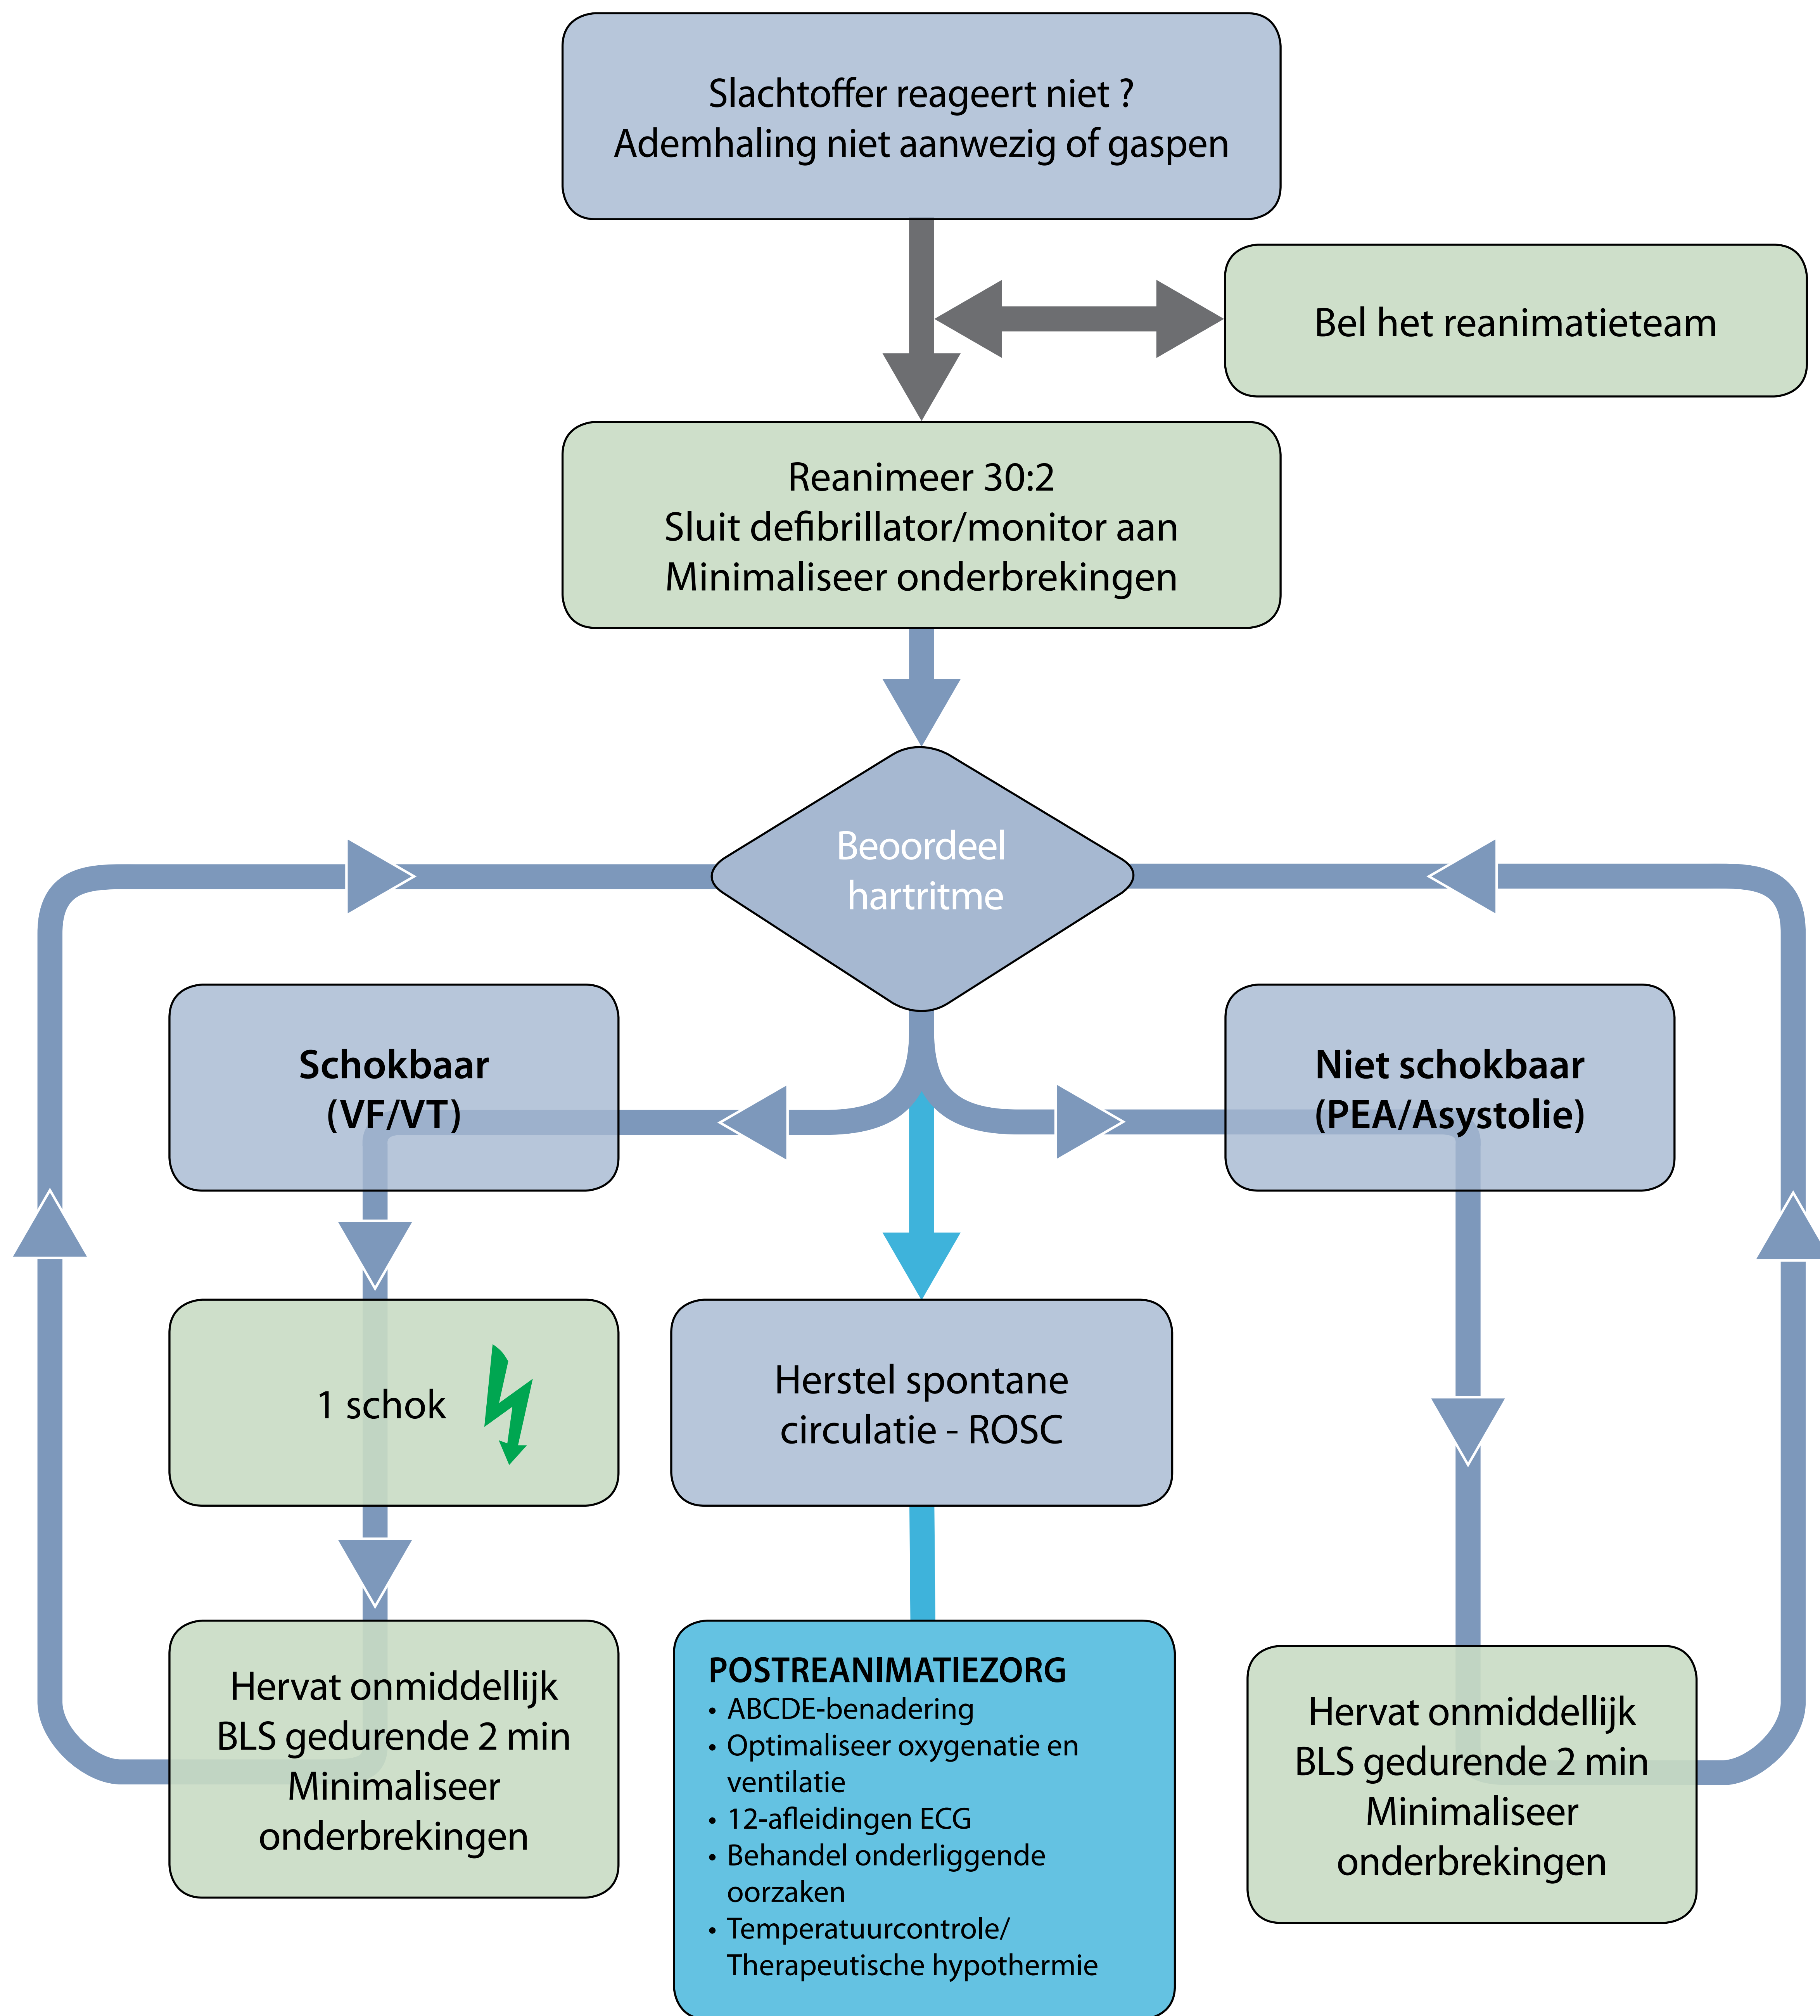 Slachtoffer reageert niet ?
Ademhaling niet aanwezig of gaspen
Bel het reanimatieteam
Reanimeer 30:2
Sluit defibrillator/monitor aan
Minimaliseer onderbrekingen
Beoordeel
hartritme
Schokbaar
(VF/VT)
Niet schokbaar
(PEA/Asystolie)
1 schok
Herstel spontane
circulatie - ROSC
Hervat onmiddellijk
BLS gedurende 2 min
Minimaliseer
onderbrekingen
POSTREANIMATIEZORG
• ABCDE-benadering
• Optimaliseer oxygenatie en
ventilatie
• 12-afleidingen ECG
• Behandel onderliggende
oorzaken
• Temperatuurcontrole/
Therapeutische hypothermie
Hervat onmiddellijk
BLS gedurende 2 min
Minimaliseer
onderbrekingen